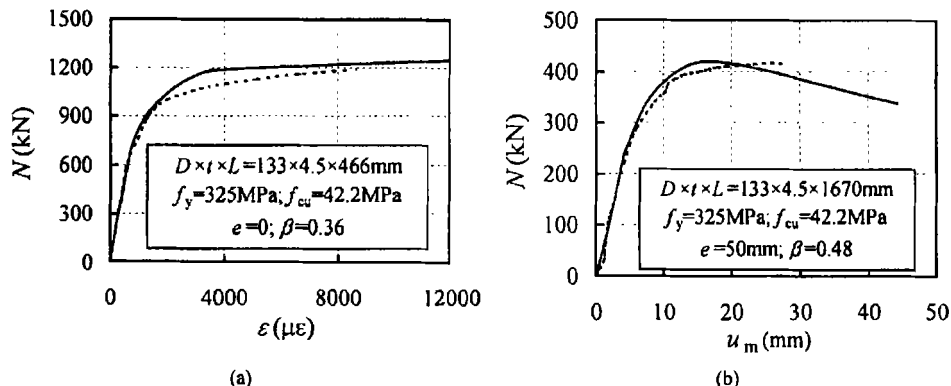 1500
1200
900
600
300
0
N (kN)
D×t×L=133×4.5×466mm
f_y=325MPa; f_cu=42.2MPa
e=0; β=0.36
0 4000 8000 12000
ε (με)
(a)
500
400
300
200
100
0
N (kN)
D×t×L=133×4.5×1670mm
f_y=325MPa; f_cu=42.2MPa
e=50mm; β=0.48
0 10 20 30 40 50
u_m (mm)
(b)